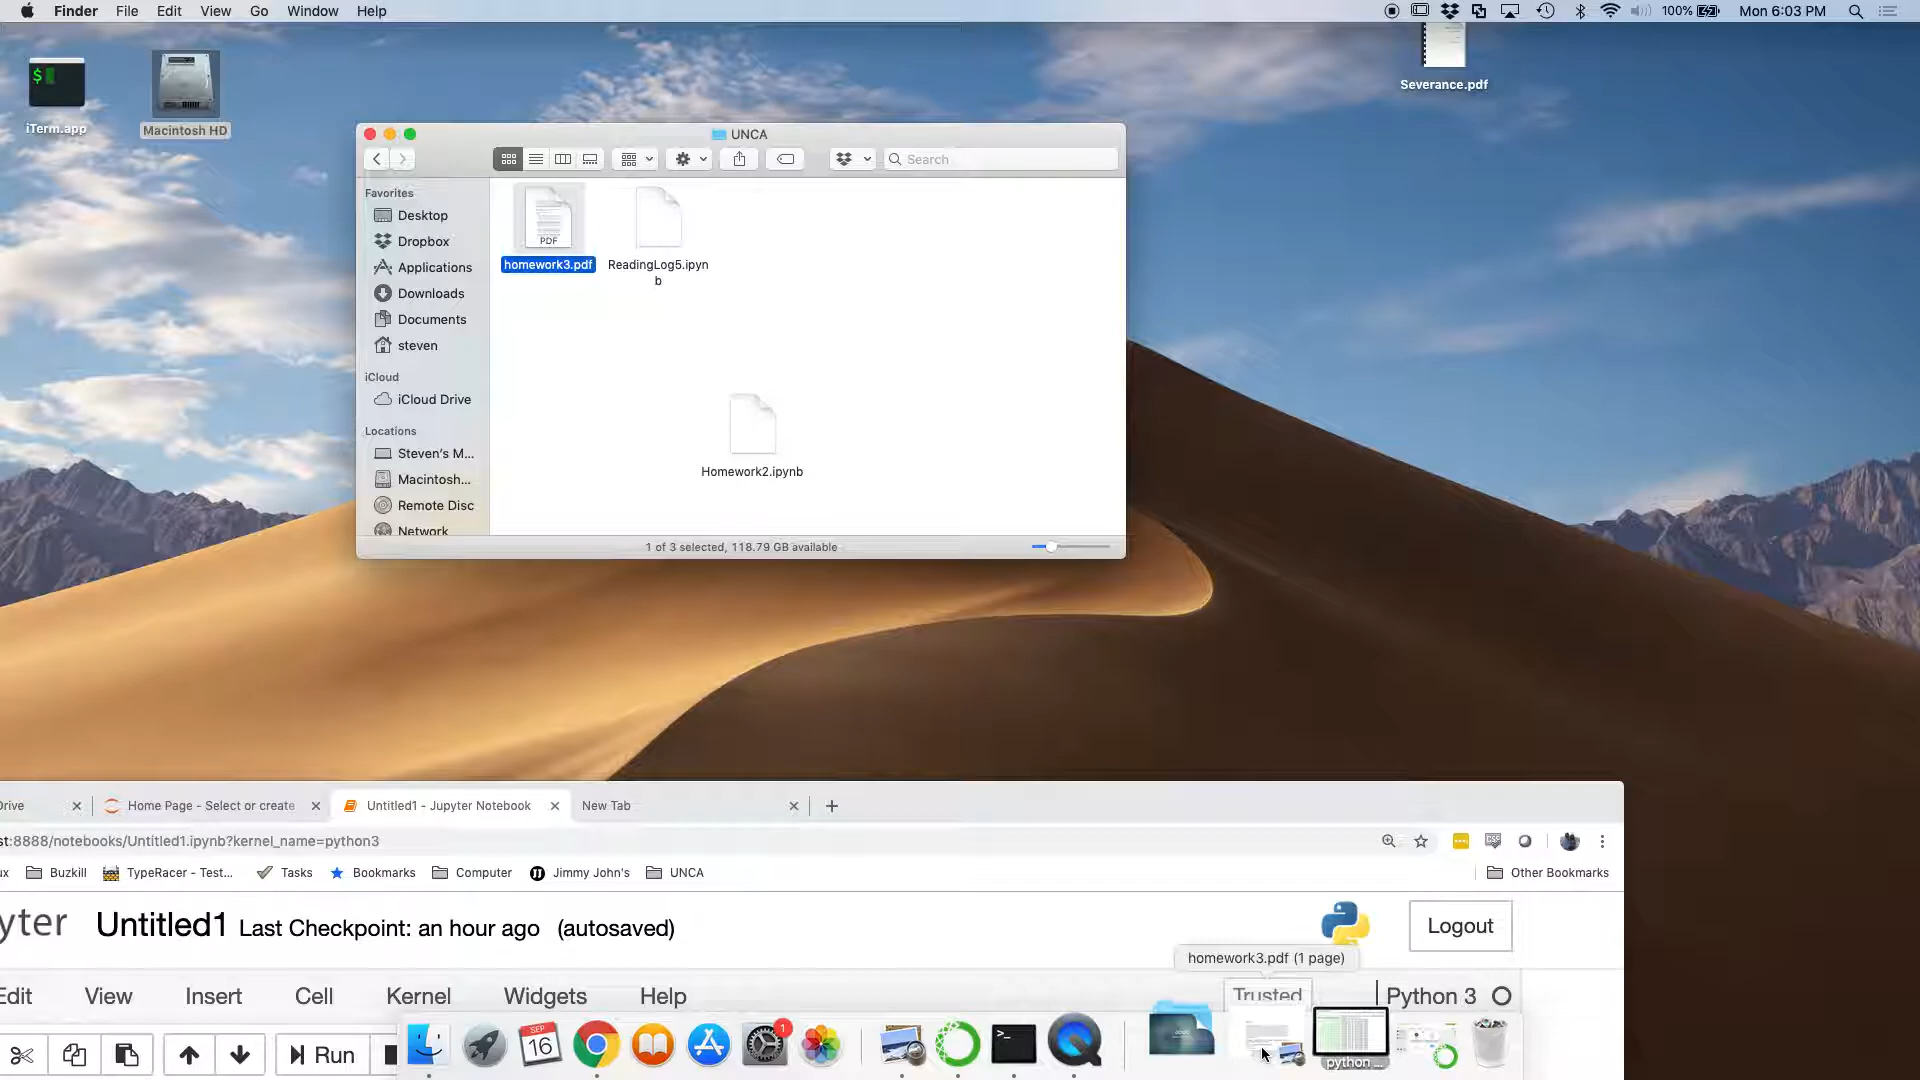 Finder File Edit View Go Window Help
100% Mon 6:03 PM
$
iTerm.app
Macintosh HD
Severance.pdf
UNCA
Search
Favorites
Desktop
Dropbox
Applications
Downloads
Documents
steven
iCloud
iCloud Drive
Locations
Steven's M...
Macintosh...
Remote Disc
Network
PDF
homework3.pdf
ReadingLog5.ipyn
b
Homework2.ipynb
1 of 3 selected, 118.79 GB available
Drive
Home Page - Select or create
Untitled1 - Jupyter Notebook
New Tab
st:8888/notebooks/Untitled1.ipynb?kernel_name=python3
ux Buzkill TypeRacer - Test... Tasks Bookmarks Computer Jimmy John's UNCA Other Bookmarks
yter Untitled1 Last Checkpoint: an hour ago (autosaved)
Logout
homework3.pdf (1 page)
Edit View Insert Cell Kernel Widgets Help
Trusted
Python 3
Run
SEP
16
1
>_
python ...